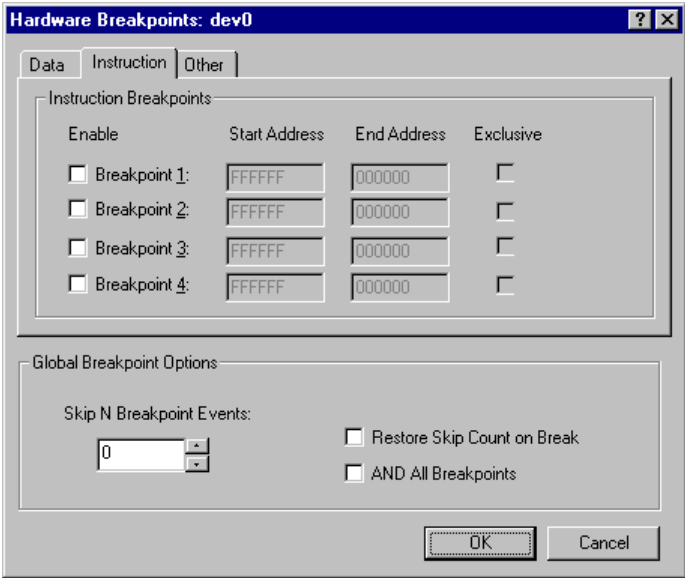 Hardware Breakpoints: dev0 ? X
Data Instruction Other
Instruction Breakpoints
Enable Start Address End Address Exclusive
Breakpoint 1: FFFFFF 000000
Breakpoint 2: FFFFFF 000000
Breakpoint 3: FFFFFF 000000
Breakpoint 4: FFFFFF 000000
Global Breakpoint Options
Skip N Breakpoint Events:
0
Restore Skip Count on Break
AND All Breakpoints
OK Cancel